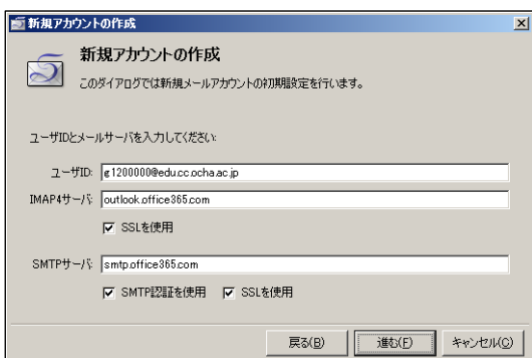 新規アカウントの作成
新規アカウントの作成
このダイアログでは新規メールアカウントの初期設定を行います。
ユーザIDとメールサーバを入力してください:
ユーザID: g1200000@edu.cc.ocha.ac.jp
IMAP4サーバ: outlook.office365.com
SSLを使用
SMTPサーバ: smtp.office365.com
SMTP認証を使用 SSLを使用
戻る(B) 進む(F) キャンセル(C)